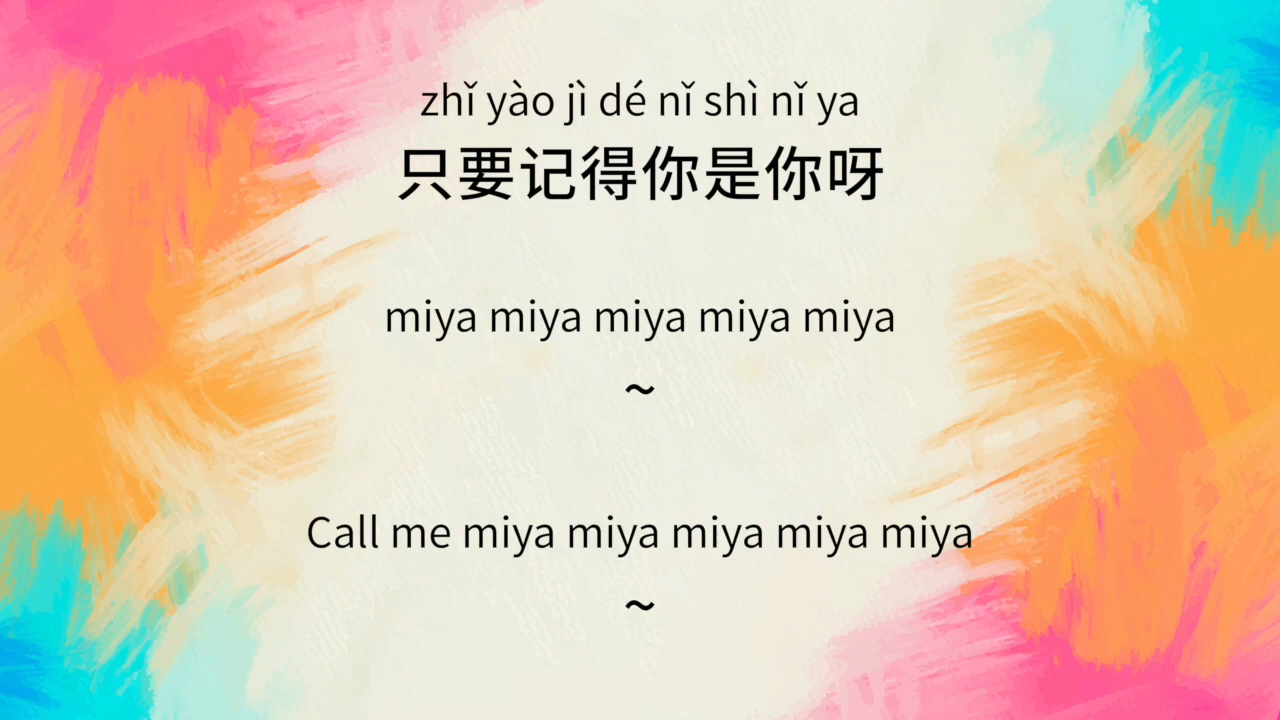 zhǐ yào jì dé nǐ shì nǐ ya
只要记得你是你呀
miya miya miya miya miya
~
Call me miya miya miya miya miya
~